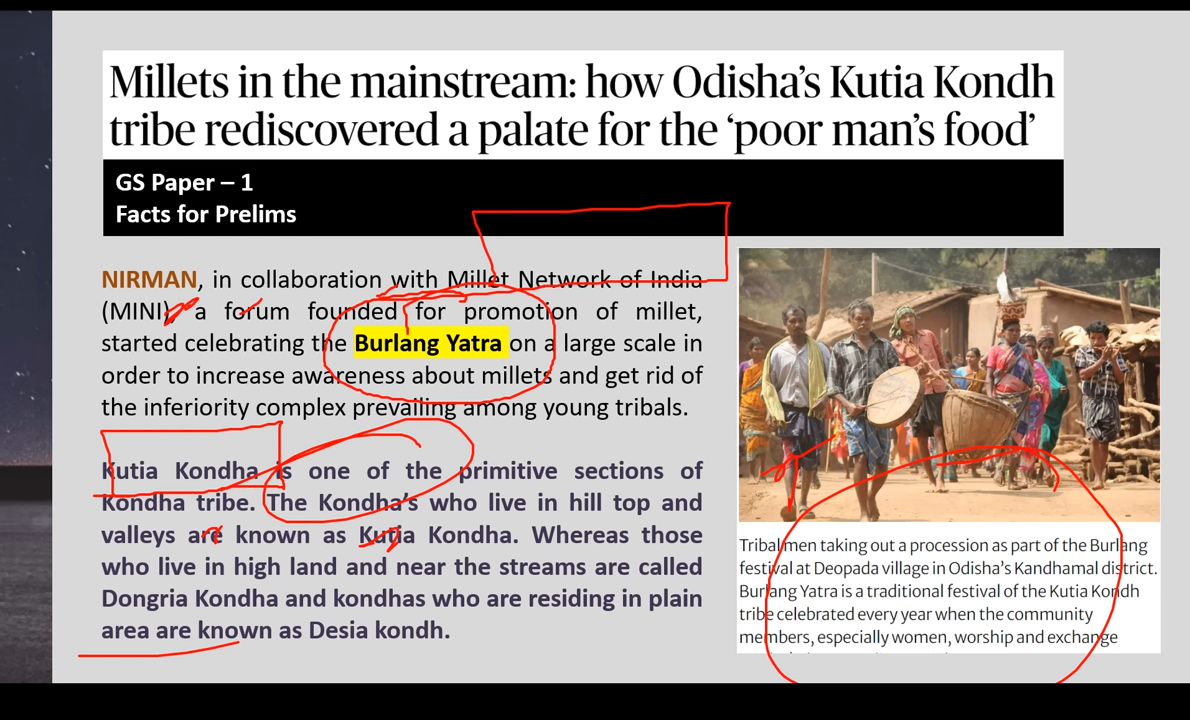 Millets in the mainstream: how Odisha's Kutia Kondh
tribe rediscovered a palate for the 'poor man's food'
GS Paper – 1
Facts for Prelims
NIRMAN, in collaboration with Millet Network of India
(MINI), a forum founded for promotion of millet,
started celebrating the Burlang Yatra on a large scale in
order to increase awareness about millets and get rid of
the inferiority complex prevailing among young tribals.
Kutia Kondha is one of the primitive sections of
Kondha tribe. The Kondha's who live in hill top and
valleys are known as Kutia Kondha. Whereas those
who live in high land and near the streams are called
Dongria Kondha and kondhas who are residing in plain
area are known as Desia kondh.
Tribal men taking out a procession as part of the Burlang
festival at Deopada village in Odisha's Kandhamal district.
Burlang Yatra is a traditional festival of the Kutia Kondh
tribe celebrated every year when the community
members, especially women, worship and exchange